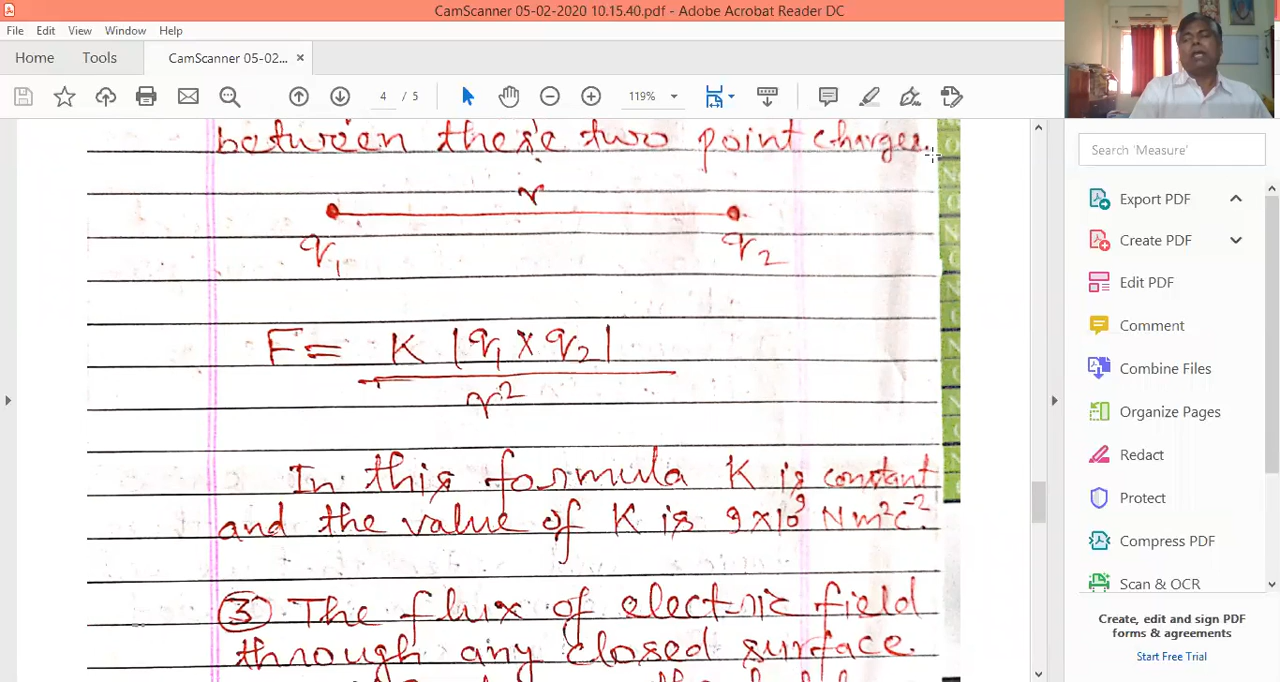 CamScanner 05-02-2020 10.15.40.pdf - Adobe Acrobat Reader DC
File Edit View Window Help
Home Tools CamScanner 05-02... ×
4 / 5 119%
between these two point charges.
r
q1 q2
F = K |q1 × q2|
r²
In this formula K is constant
and the value of K is 9×10⁹ Nm²c⁻².
③ The flux of electric field
through any closed surface.
Search 'Measure'
Export PDF
Create PDF
Edit PDF
Comment
Combine Files
Organize Pages
Redact
Protect
Compress PDF
Scan & OCR
Create, edit and sign PDF
forms & agreements
Start Free Trial